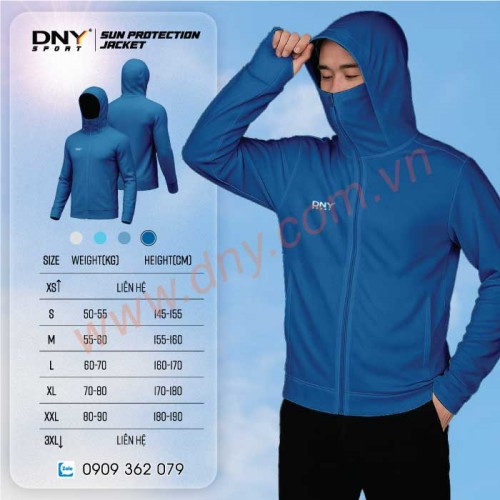 DNY
SPORT
SUN PROTECTION
JACKET
SIZE WEIGHT(KG) HEIGHT(CM)
XS↑ LIÊN HỆ
S 50-55 145-155
M 55-60 155-160
L 60-70 160-170
XL 70-80 170-180
XXL 80-90 180-190
3XL↓ LIÊN HỆ
Zalo 0909 362 079
DNY
SPORT
www.dny.com.vn